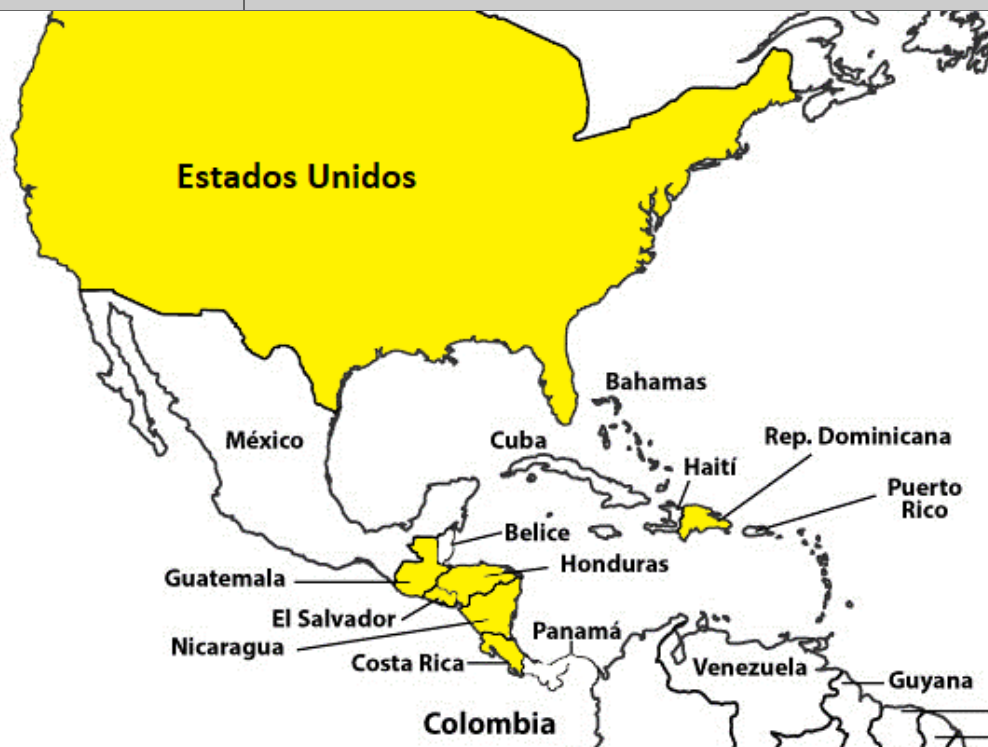 Estados Unidos
Bahamas
México
Cuba
Rep. Dominicana
Haití
Puerto
Rico
Belice
Honduras
Guatemala
El Salvador
Nicaragua
Panamá
Costa Rica
Venezuela
Guyana
Colombia